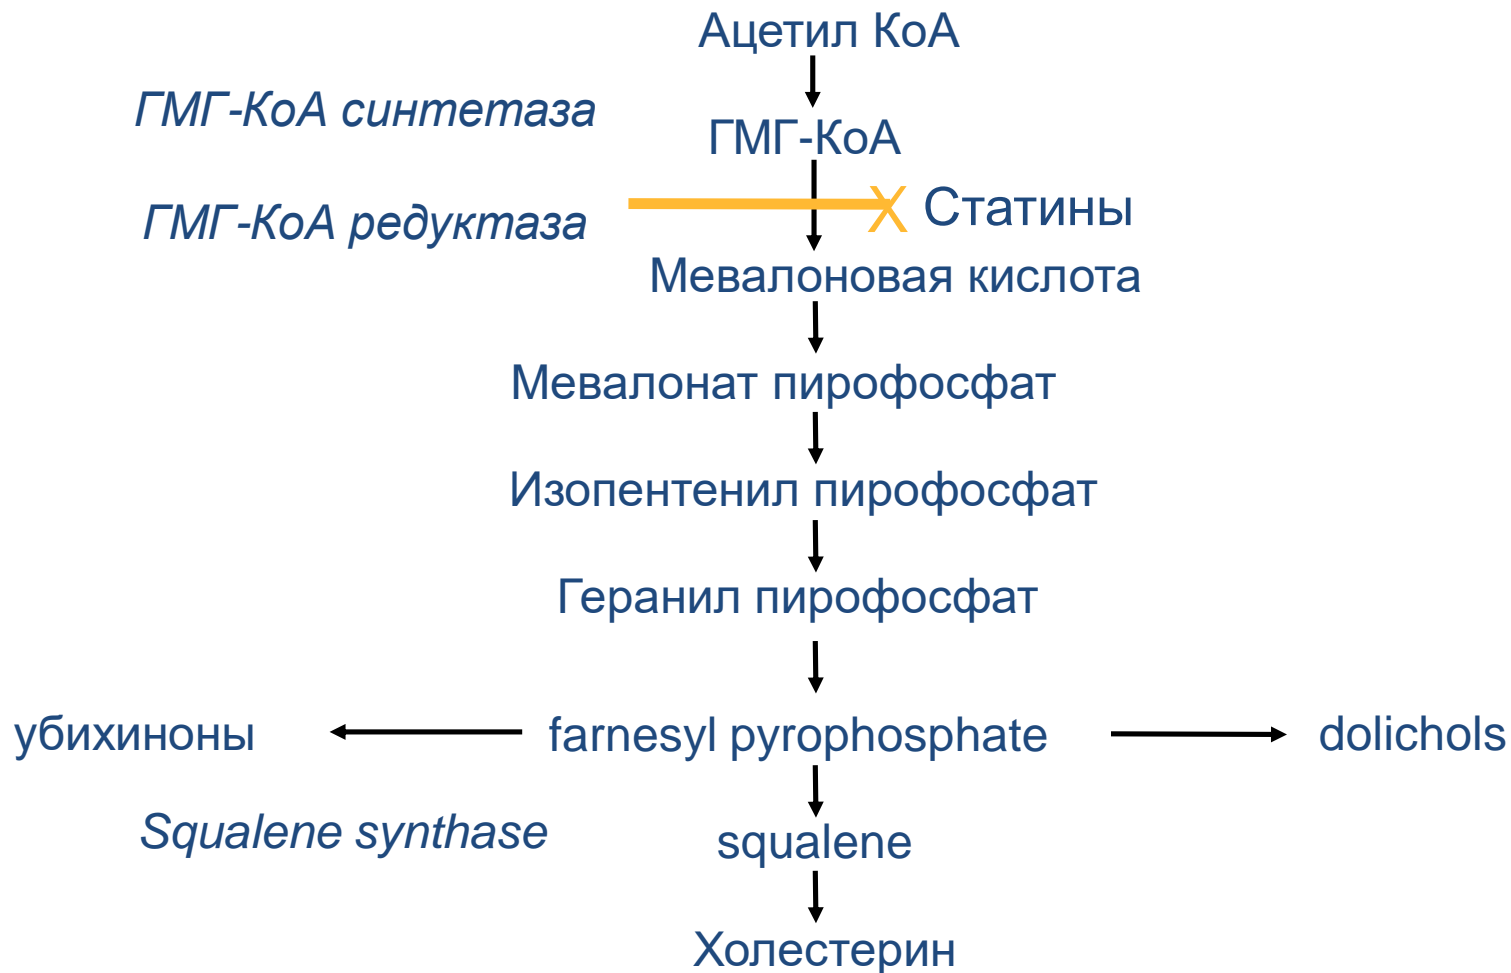 Ацетил КоА
ГМГ-КоА синтетаза
ГМГ-КоА
ГМГ-КоА редуктаза
X Статины
Мевалоновая кислота
Мевалонат пирофосфат
Изопентенил пирофосфат
Геранил пирофосфат
убихиноны
farnesyl pyrophosphate
dolichols
Squalene synthase
squalene
Холестерин